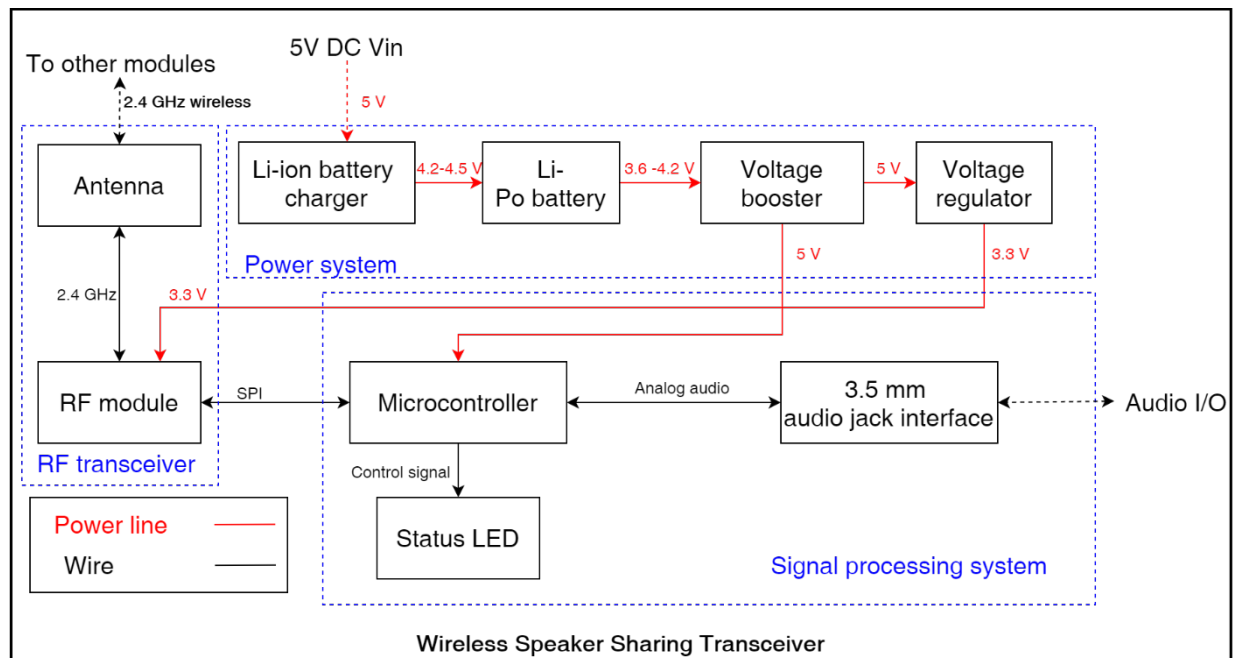 5V DC Vin
To other modules
2.4 GHz wireless
5 V
Antenna
Li-ion battery
charger
4.2-4.5 V
Li-
Po battery
3.6 -4.2 V
Voltage
booster
5 V
Voltage
regulator
Power system
5 V
3.3 V
2.4 GHz
3.3 V
RF module
SPI
Microcontroller
Analog audio
3.5 mm
audio jack interface
Audio I/O
RF transceiver
Control signal
Status LED
Power line
Wire
Signal processing system
Wireless Speaker Sharing Transceiver